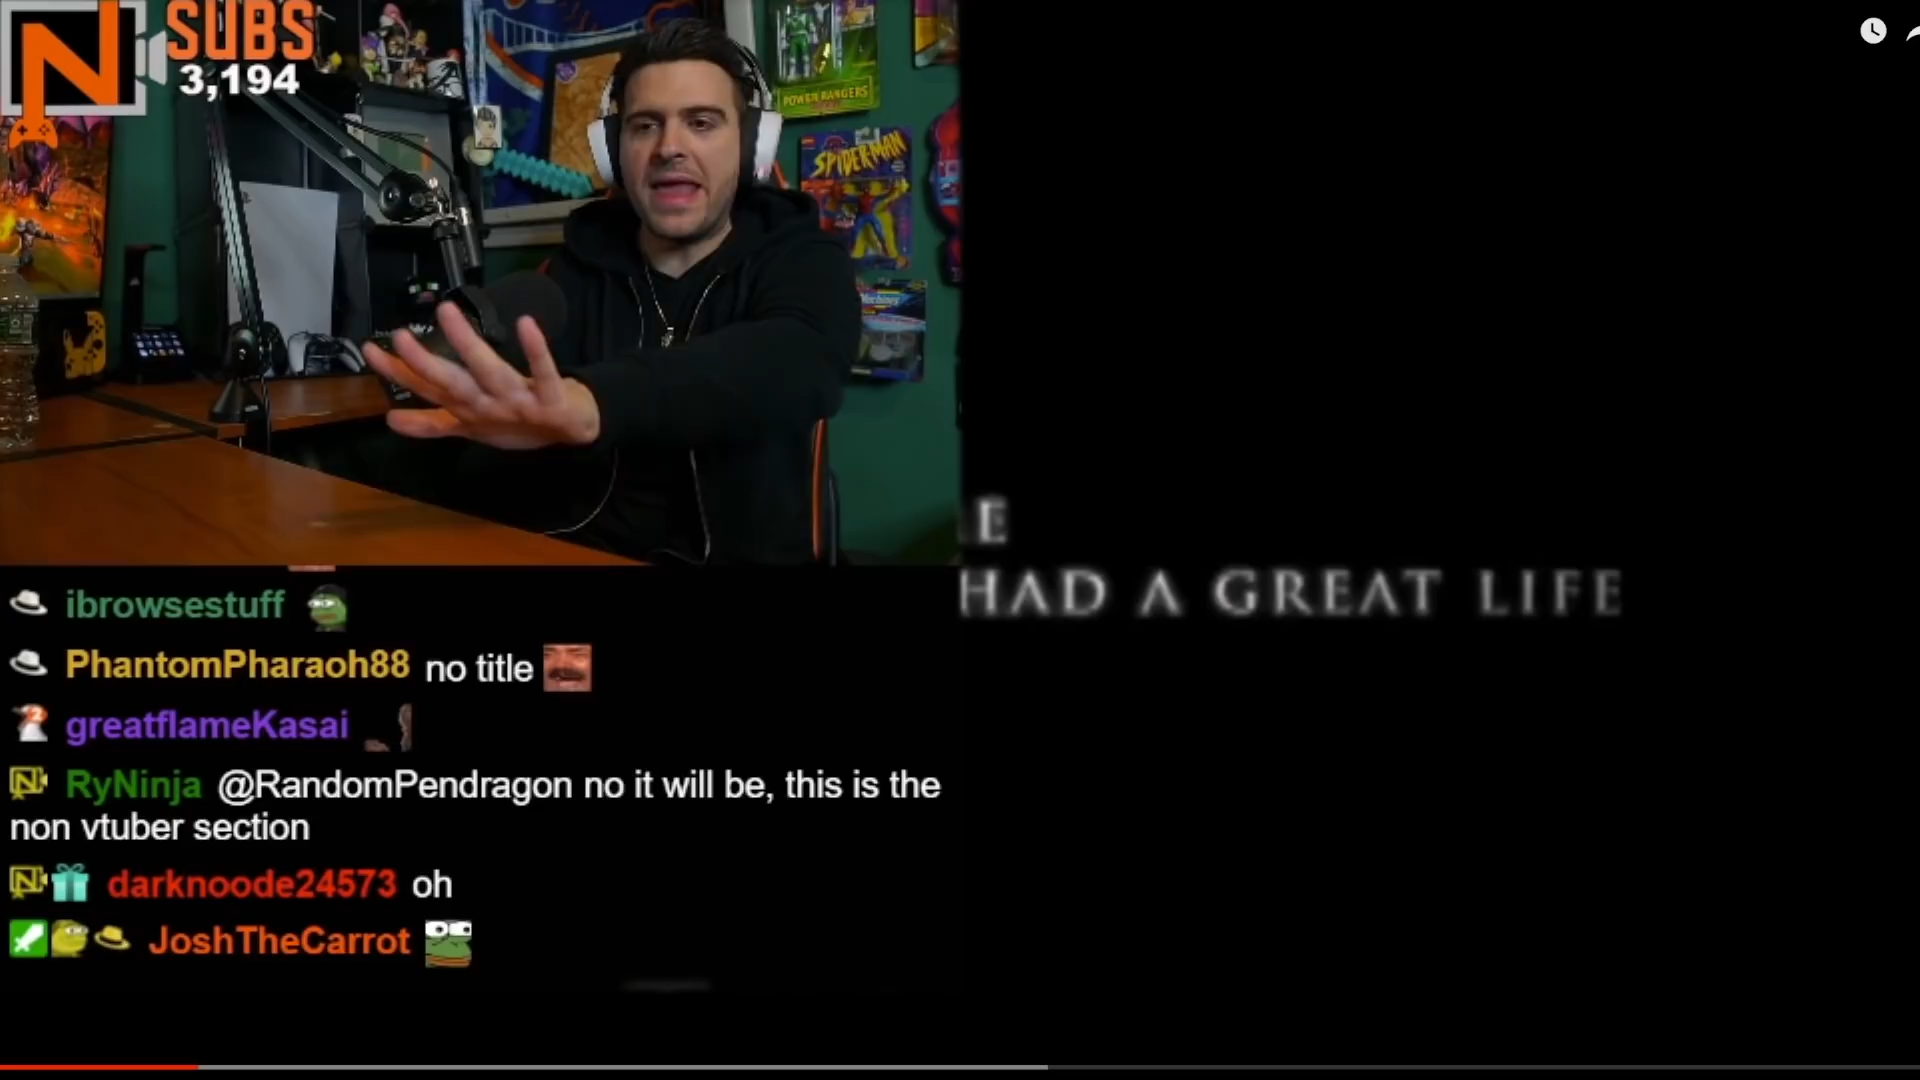 N SUBS
3,194
POWER RANGERS
SPIDER-MAN
E
HAD A GREAT LIFE
ibrowsestuff
PhantomPharaoh88 no title
greatflameKasai
RyNinja @RandomPendragon no it will be, this is the
non vtuber section
darknoode24573 oh
JoshTheCarrot